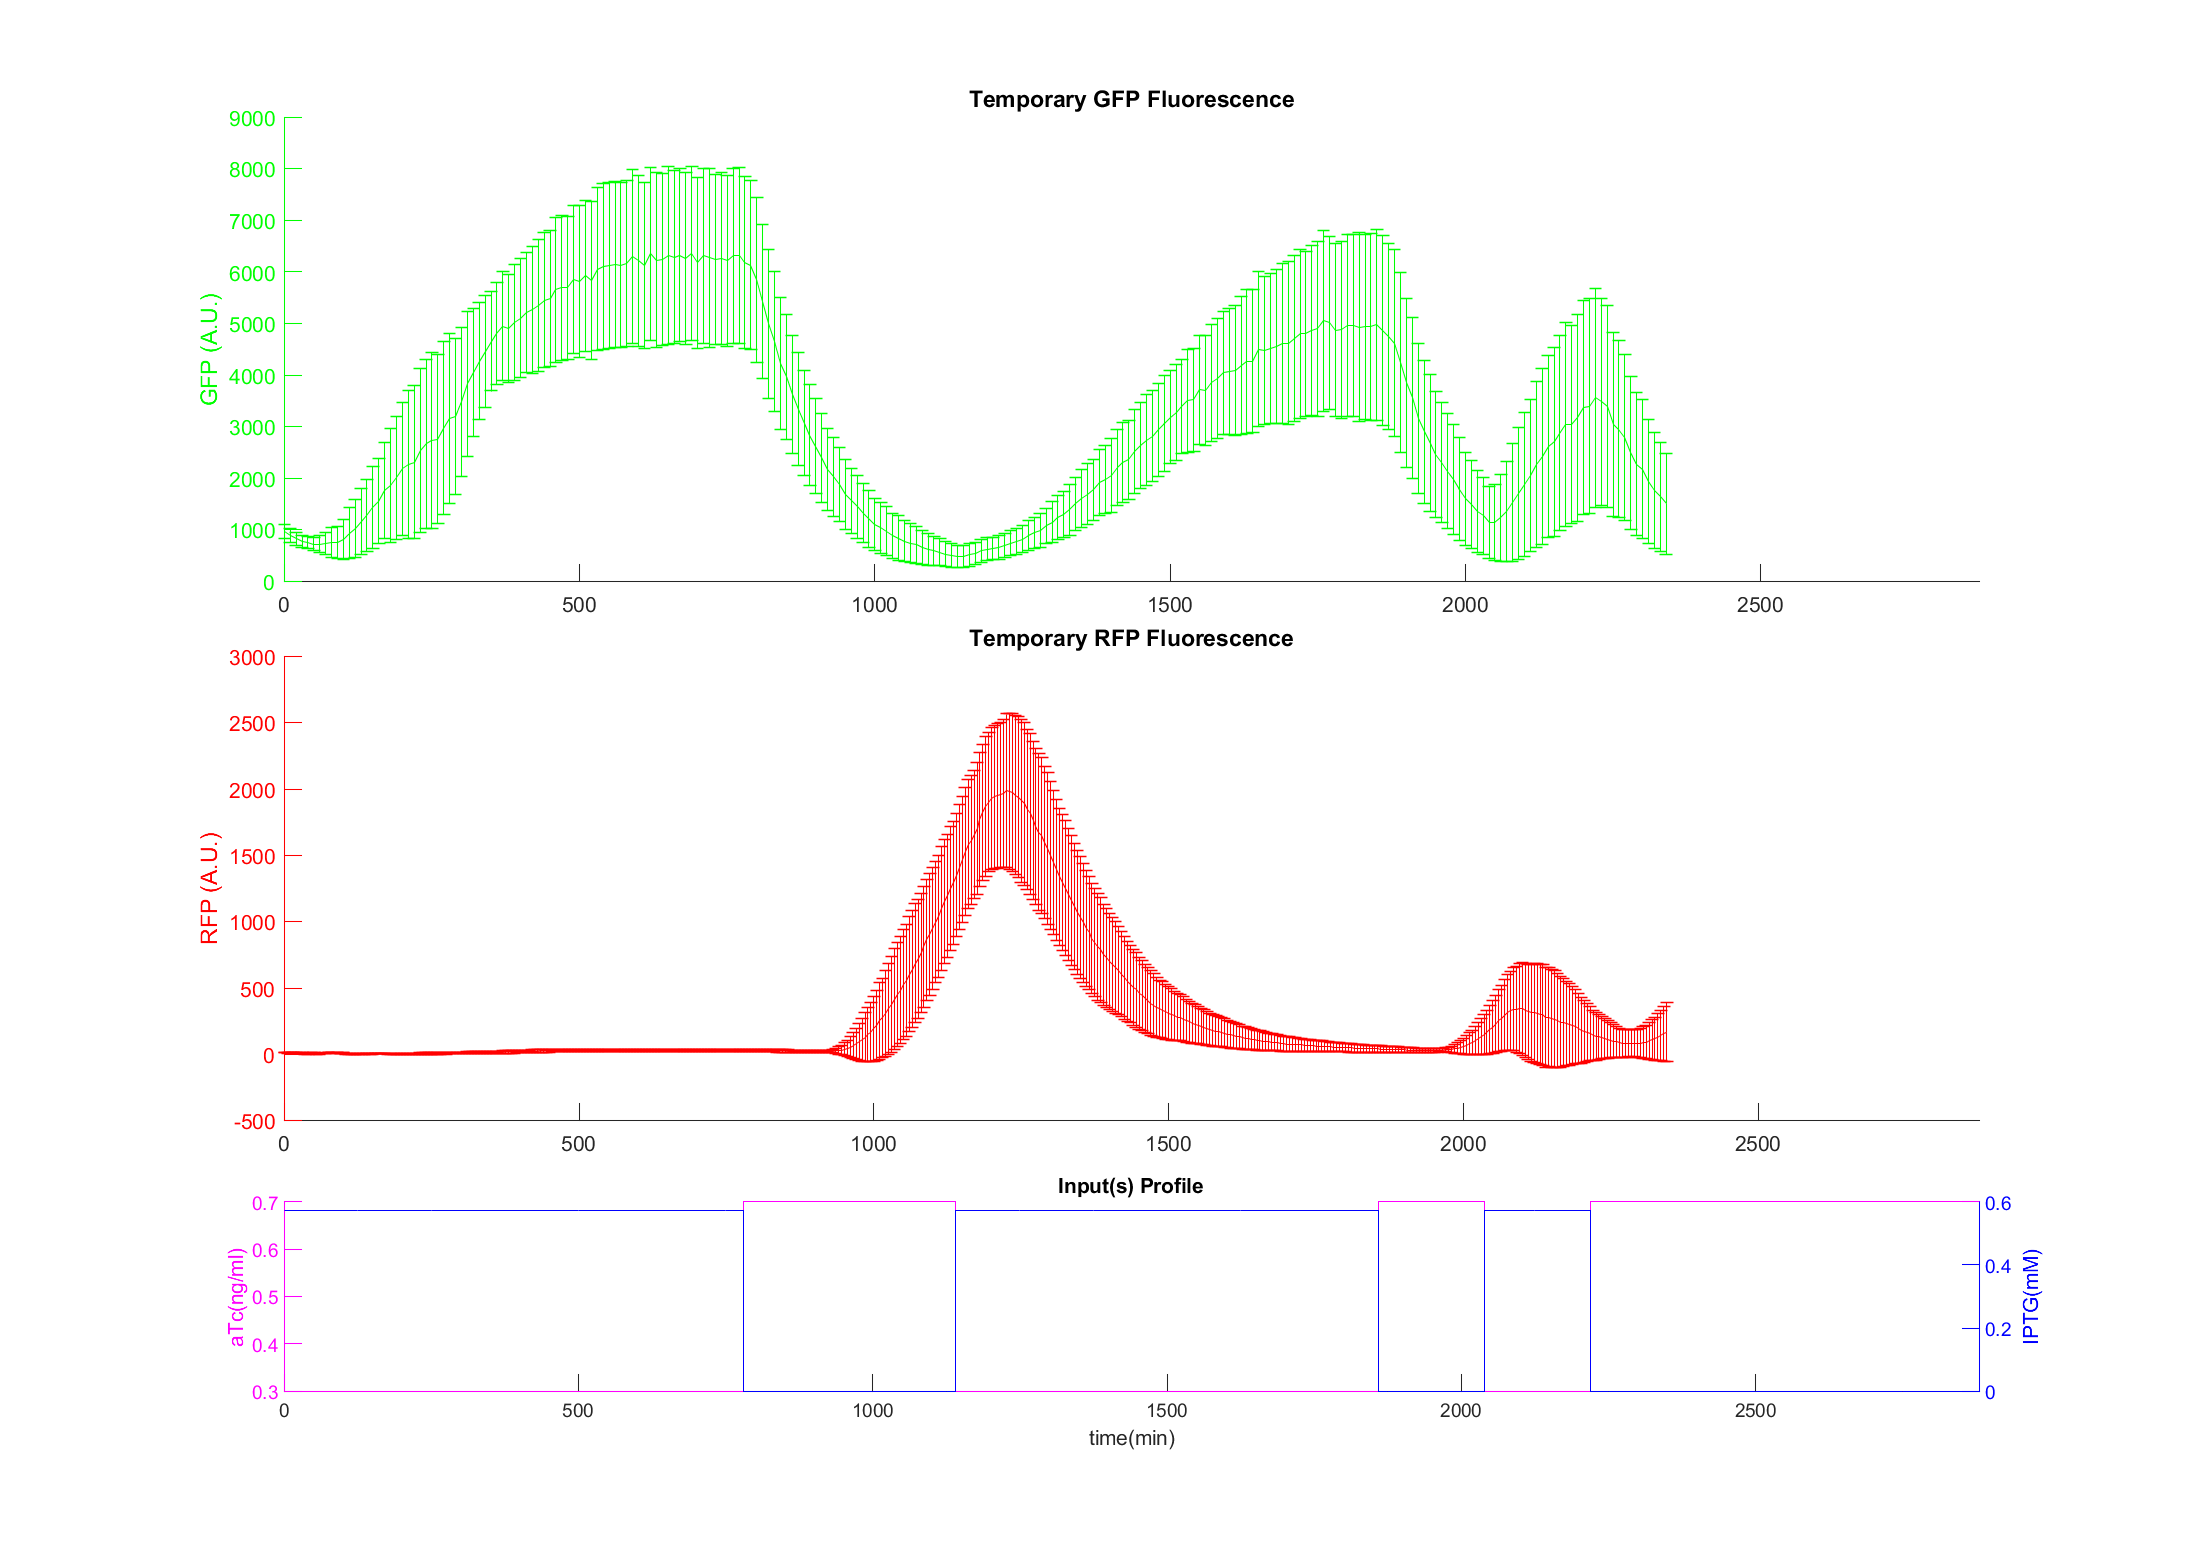 Temporary GFP Fluorescence
9000
8000
7000
6000
5000
4000
3000
2000
1000
0
GFP (A.U.)
0 500 1000 1500 2000 2500
Temporary RFP Fluorescence
3000
2500
2000
1500
1000
500
0
-500
RFP (A.U.)
0 500 1000 1500 2000 2500
Input(s) Profile
0.7
0.6
0.5
0.4
0.3
aTc(ng/ml)
0.6
0.4
0.2
0
IPTG(mM)
0 500 1000 1500 2000 2500
time(min)